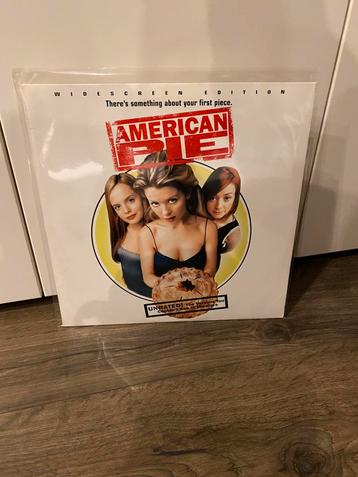 WIDESCREEN EDITION
There's something about your first piece.
AMERICAN
PIE
UNRATED!